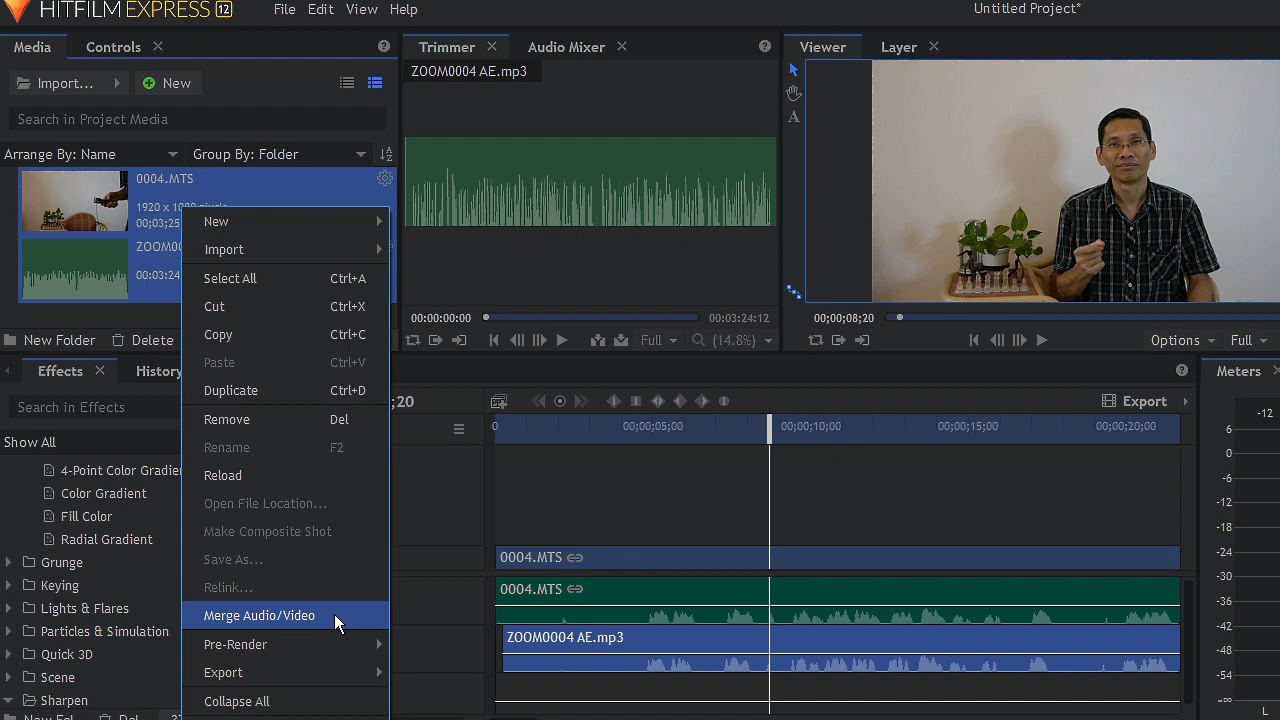 HITFILM EXPRESS 12 File Edit View Help Untitled Project*
Media Controls
Import... New
Search in Project Media
Arrange By: Name Group By: Folder
0004.MTS
00;03;25
00:03:24
New Folder Delete
Trimmer Audio Mixer
ZOOM0004 AE.mp3
00:00:00:00 00:03:24:12
Full (14.8%)
Viewer Layer
A
00;00;08;20
Options Full
New
Import
Select All Ctrl+A
Cut Ctrl+X
Copy Ctrl+C
Paste Ctrl+V
Duplicate Ctrl+D
Remove Del
Rename F2
Reload
Open File Location...
Make Composite Shot
Save As...
Relink...
Merge Audio/Video
Pre-Render
Export
Collapse All
Effects History
Search in Effects
Show All
4-Point Color Gradie
Color Gradient
Fill Color
Radial Gradient
Grunge
Keying
Lights & Flares
Particles & Simulation
Quick 3D
Scene
Sharpen
;20
Export
0 00;00;05;00 00;00;10;00 00;00;15;00 00;00;20;00
0004.MTS
0004.MTS
ZOOM0004 AE.mp3
Meters
-12
6
0
-6
-12
-18
-24
-30
-36
-42
-48
-54
-∞
L